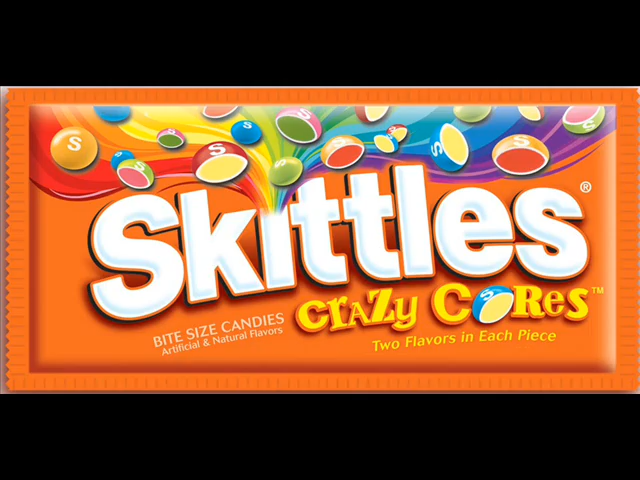 Skittles®
CRAZY CORES™
BITE SIZE CANDIES
Artificial & Natural Flavors
Two Flavors in Each Piece